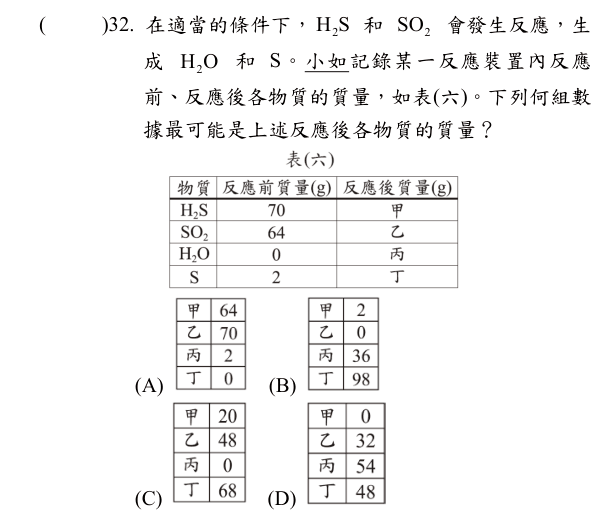 (　　)32. 在適當的條件下，H₂S 和 SO₂ 會發生反應，生
成 H₂O 和 S。小如記錄某一反應裝置內反應
前、反應後各物質的質量，如表(六)。下列何組數
據最可能是上述反應後各物質的質量？
表(六)
物質 反應前質量(g) 反應後質量(g)
H₂S 70 甲
SO₂ 64 乙
H₂O 0 丙
S 2 丁
(A)
甲 64
乙 70
丙 2
丁 0
(B)
甲 2
乙 0
丙 36
丁 98
(C)
甲 20
乙 48
丙 0
丁 68
(D)
甲 0
乙 32
丙 54
丁 48